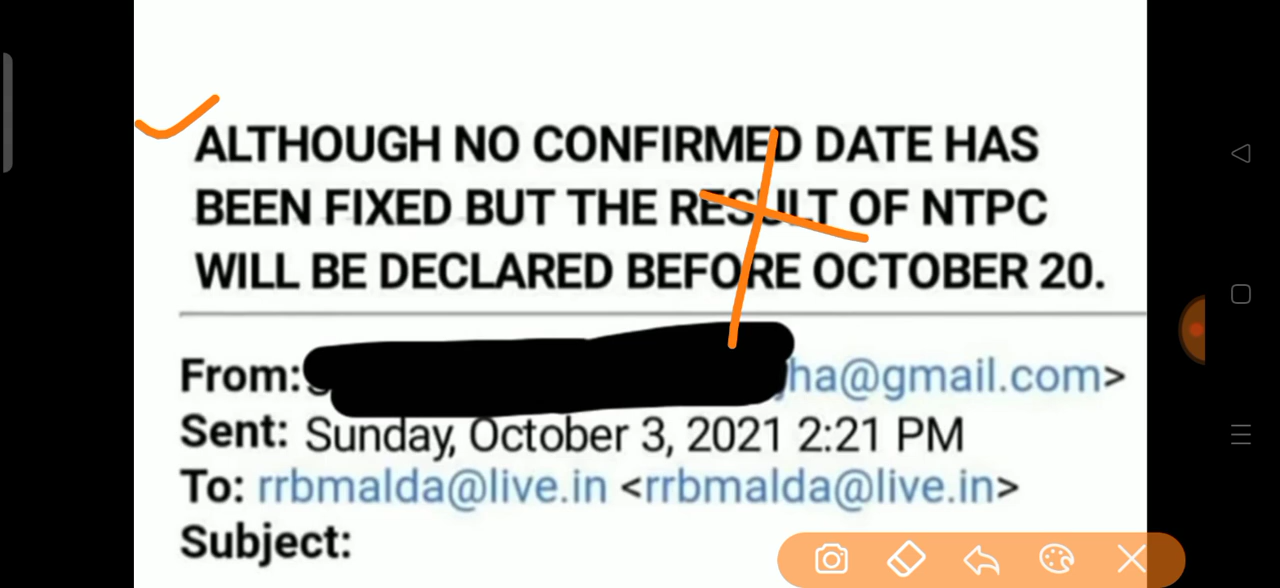 ALTHOUGH NO CONFIRMED DATE HAS
BEEN FIXED BUT THE RESULT OF NTPC
WILL BE DECLARED BEFORE OCTOBER 20.
From: ha@gmail.com>
Sent: Sunday, October 3, 2021 2:21 PM
To: rrbmalda@live.in <rrbmalda@live.in>
Subject: